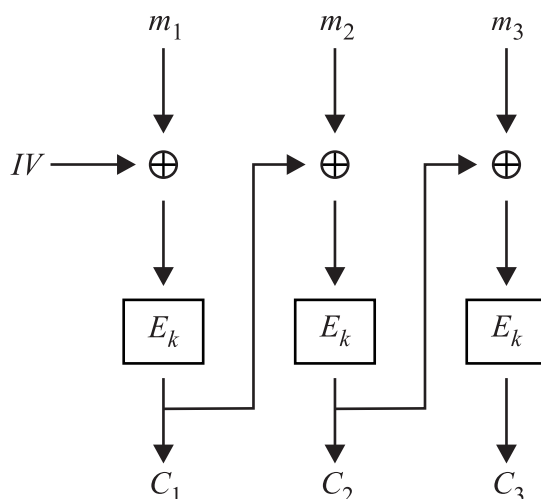 m₁ m₂ m₃
IV
Eₖ Eₖ Eₖ
C₁ C₂ C₃